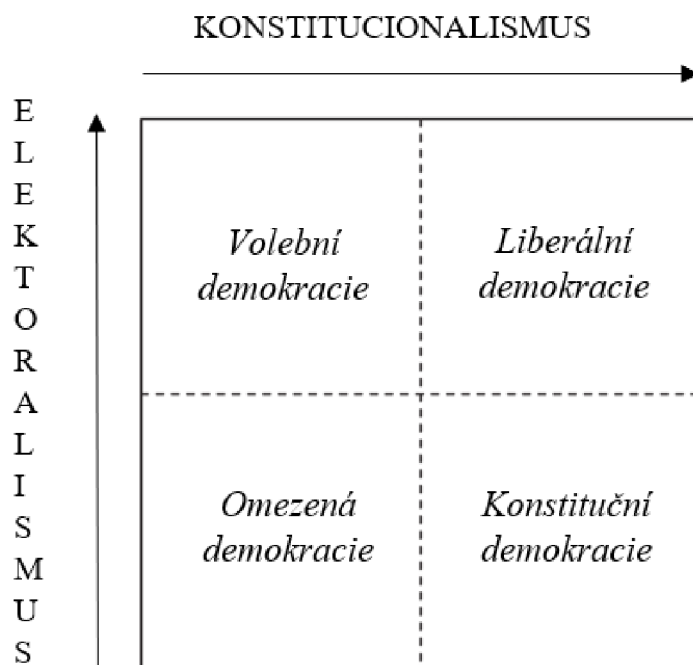 KONSTITUCIONALISMUS
E
L
E
K
T
O
R
A
L
I
S
M
U
S
Volební
demokracie
Liberální
demokracie
Omezená
demokracie
Konstituční
demokracie